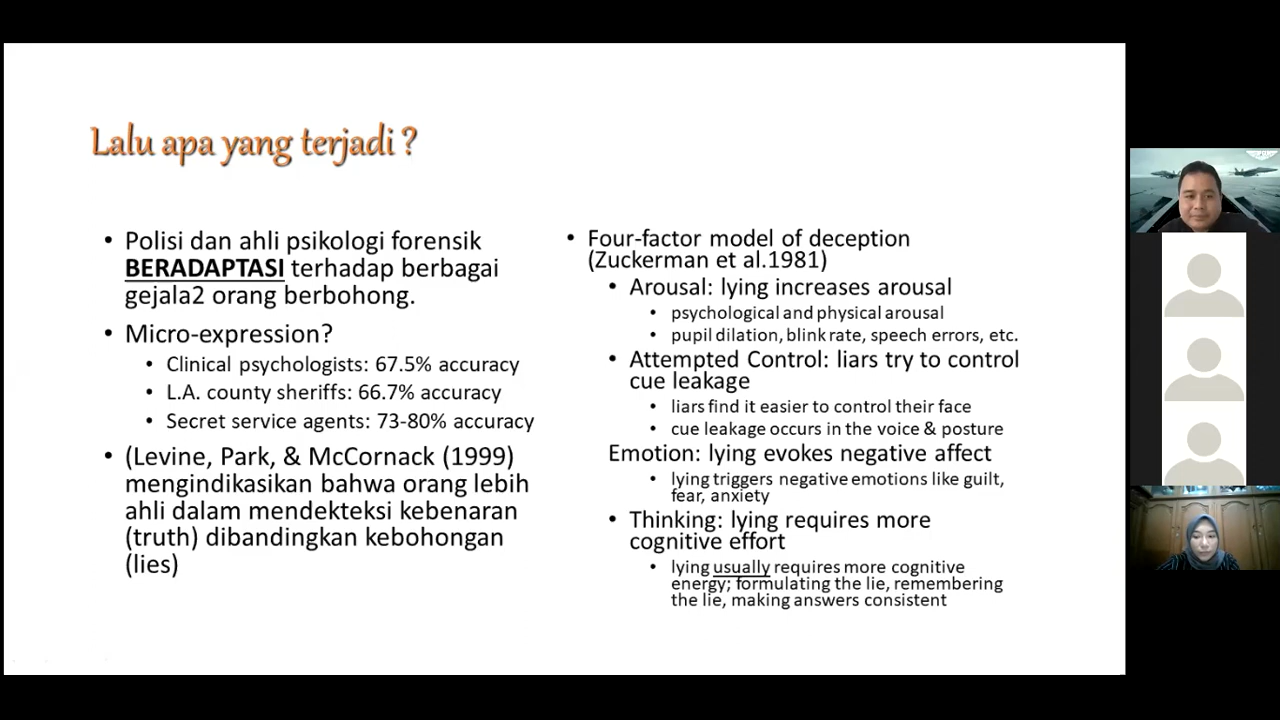 Lalu apa yang terjadi ?
• Polisi dan ahli psikologi forensik
BERADAPTASI terhadap berbagai
gejala2 orang berbohong.
• Micro-expression?
• Clinical psychologists: 67.5% accuracy
• L.A. county sheriffs: 66.7% accuracy
• Secret service agents: 73-80% accuracy
• (Levine, Park, & McCornack (1999)
mengindikasikan bahwa orang lebih
ahli dalam mendekteksi kebenaran
(truth) dibandingkan kebohongan
(lies)
• Four-factor model of deception
(Zuckerman et al.1981)
• Arousal: lying increases arousal
• psychological and physical arousal
• pupil dilation, blink rate, speech errors, etc.
• Attempted Control: liars try to control
cue leakage
• liars find it easier to control their face
• cue leakage occurs in the voice & posture
Emotion: lying evokes negative affect
• lying triggers negative emotions like guilt,
fear, anxiety
• Thinking: lying requires more
cognitive effort
• lying usually requires more cognitive
energy; formulating the lie, remembering
the lie, making answers consistent